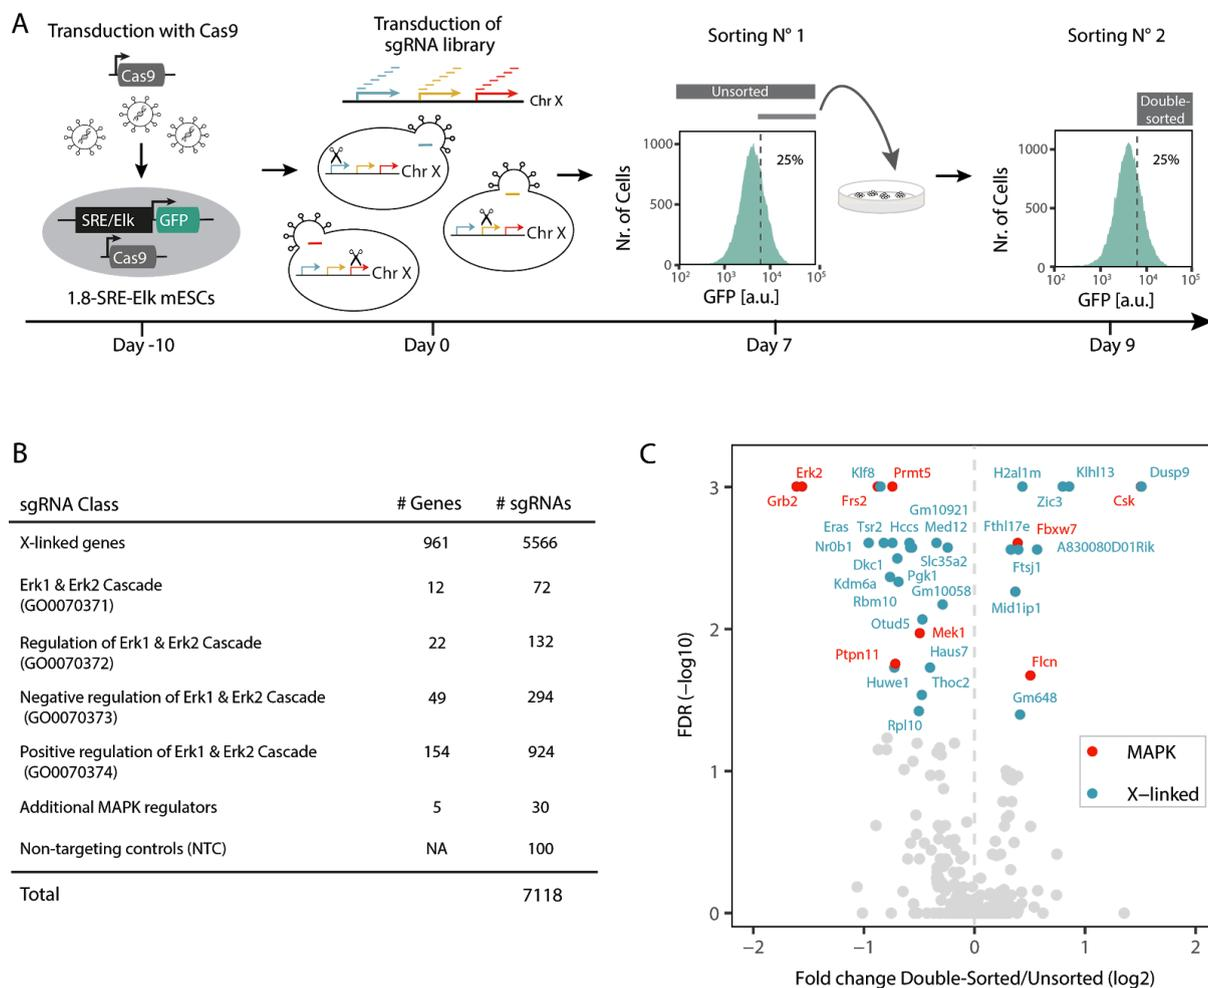 A
Transduction with Cas9
Cas9
SRE/Elk
GFP
Cas9
1.8-SRE-Elk mESCs
Transduction of
sgRNA library
Chr X
Chr X
Chr X
Chr X
Sorting N° 1
Unsorted
25%
1000
500
0
Nr. of Cells
10² 10³ 10⁴ 10⁵
GFP [a.u.]
Sorting N° 2
Double-
sorted
25%
1000
500
0
Nr. of Cells
10² 10³ 10⁴ 10⁵
GFP [a.u.]
Day -10
Day 0
Day 7
Day 9
B
sgRNA Class # Genes # sgRNAs
X-linked genes 961 5566
Erk1 & Erk2 Cascade 12 72
(GO0070371)
Regulation of Erk1 & Erk2 Cascade 22 132
(GO0070372)
Negative regulation of Erk1 & Erk2 Cascade 49 294
(GO0070373)
Positive regulation of Erk1 & Erk2 Cascade 154 924
(GO0070374)
Additional MAPK regulators 5 30
Non-targeting controls (NTC) NA 100
Total 7118
C
Erk2 Klf8 Prmt5 H2al1m Klhl13 Dusp9
Grb2 Frs2 Zic3 Csk
Gm10921
Eras Tsr2 Hccs Med12 Fthl17e Fbxw7
Nr0b1 Slc35a2 A830080D01Rik
Dkc1 Pgk1 Ftsj1
Kdm6a Gm10058
Rbm10 Mid1ip1
Otud5 Mek1
Ptpn11 Haus7 Flcn
Huwe1 Thoc2 Gm648
Rpl10
MAPK
X−linked
3
2
1
0
FDR (−log10)
−2 −1 0 1 2
Fold change Double-Sorted/Unsorted (log2)